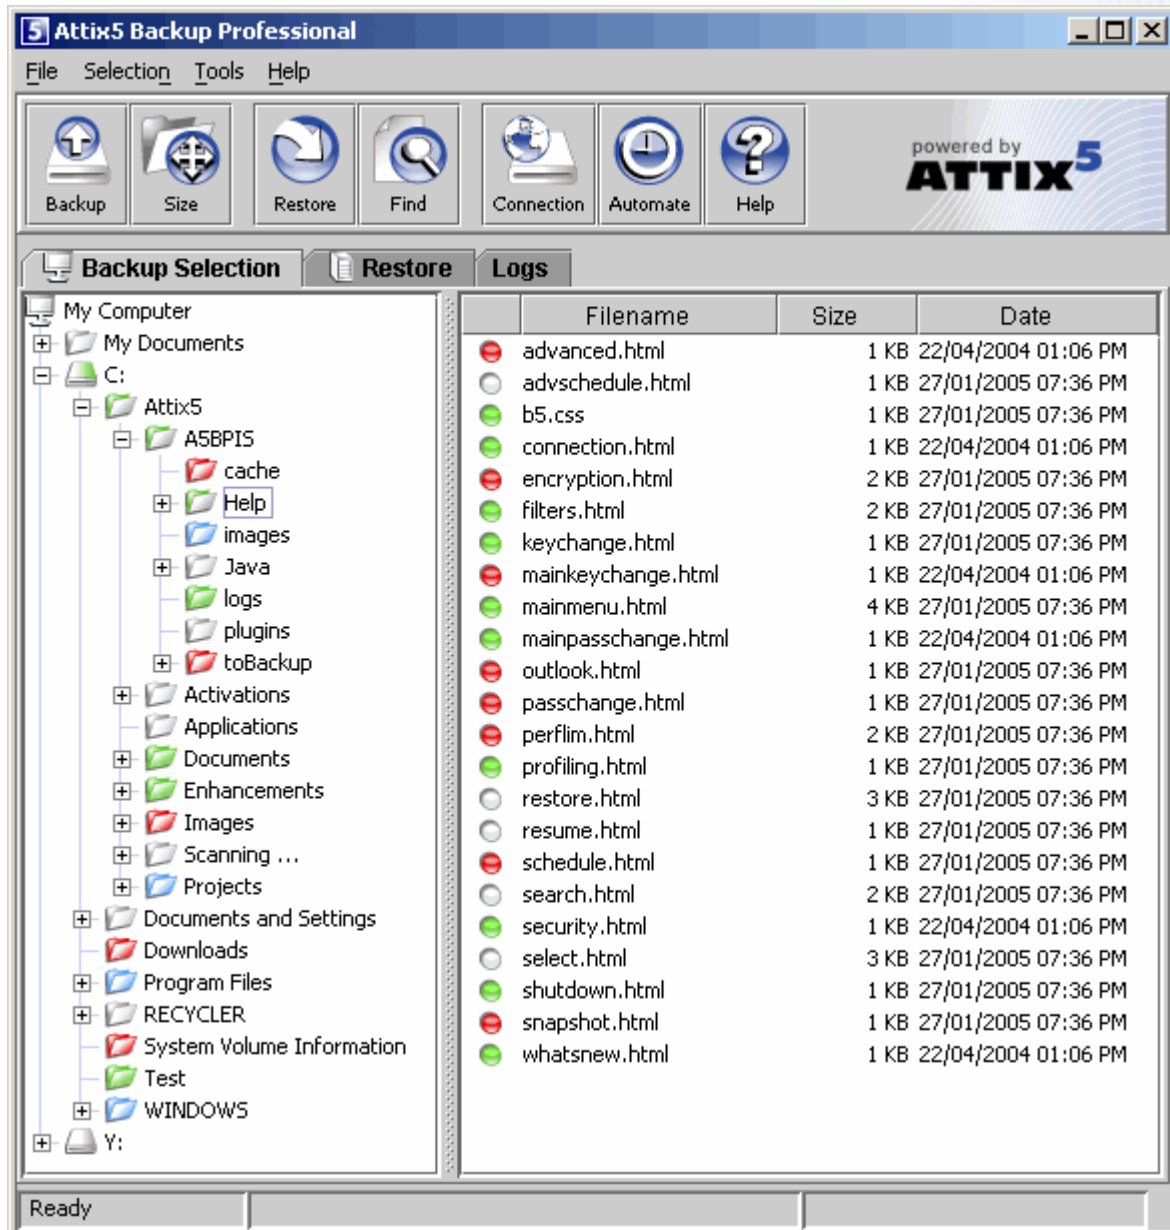 5 Attix5 Backup Professional
File Selection Tools Help
Backup Size Restore Find Connection Automate Help
powered by
ATTIX5
Backup Selection Restore Logs
My Computer
My Documents
C:
Attix5
A5BPIS
cache
Help
images
Java
logs
plugins
toBackup
Activations
Applications
Documents
Enhancements
Images
Scanning ...
Projects
Documents and Settings
Downloads
Program Files
RECYCLER
System Volume Information
Test
WINDOWS
Y:
Filename Size Date
advanced.html 1 KB 22/04/2004 01:06 PM
advschedule.html 1 KB 27/01/2005 07:36 PM
b5.css 1 KB 27/01/2005 07:36 PM
connection.html 1 KB 22/04/2004 01:06 PM
encryption.html 2 KB 27/01/2005 07:36 PM
filters.html 2 KB 27/01/2005 07:36 PM
keychange.html 1 KB 27/01/2005 07:36 PM
mainkeychange.html 1 KB 22/04/2004 01:06 PM
mainmenu.html 4 KB 27/01/2005 07:36 PM
mainpasschange.html 1 KB 22/04/2004 01:06 PM
outlook.html 1 KB 27/01/2005 07:36 PM
passchange.html 1 KB 27/01/2005 07:36 PM
perflim.html 2 KB 27/01/2005 07:36 PM
profiling.html 1 KB 27/01/2005 07:36 PM
restore.html 3 KB 27/01/2005 07:36 PM
resume.html 1 KB 27/01/2005 07:36 PM
schedule.html 1 KB 27/01/2005 07:36 PM
search.html 2 KB 27/01/2005 07:36 PM
security.html 1 KB 22/04/2004 01:06 PM
select.html 3 KB 27/01/2005 07:36 PM
shutdown.html 1 KB 27/01/2005 07:36 PM
snapshot.html 1 KB 27/01/2005 07:36 PM
whatsnew.html 1 KB 22/04/2004 01:06 PM
Ready